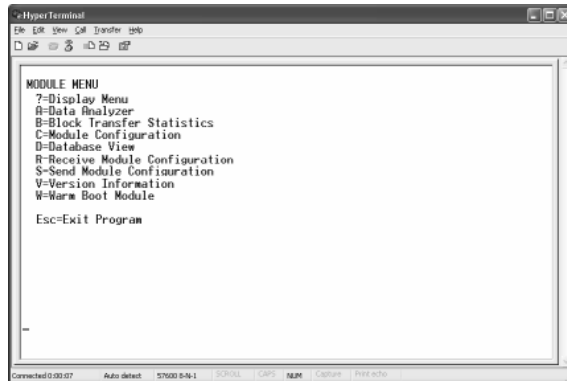 HyperTerminal
File Edit View Call Transfer Help
MODULE MENU
?=Display Menu
A=Data Analyzer
B=Block Transfer Statistics
C=Module Configuration
D=Database View
R=Receive Module Configuration
S=Send Module Configuration
V=Version Information
W=Warm Boot Module
Esc=Exit Program
Connected 0:00:07 Auto detect 57600 8-N-1 SCROLL CAPS NUM Capture Print echo